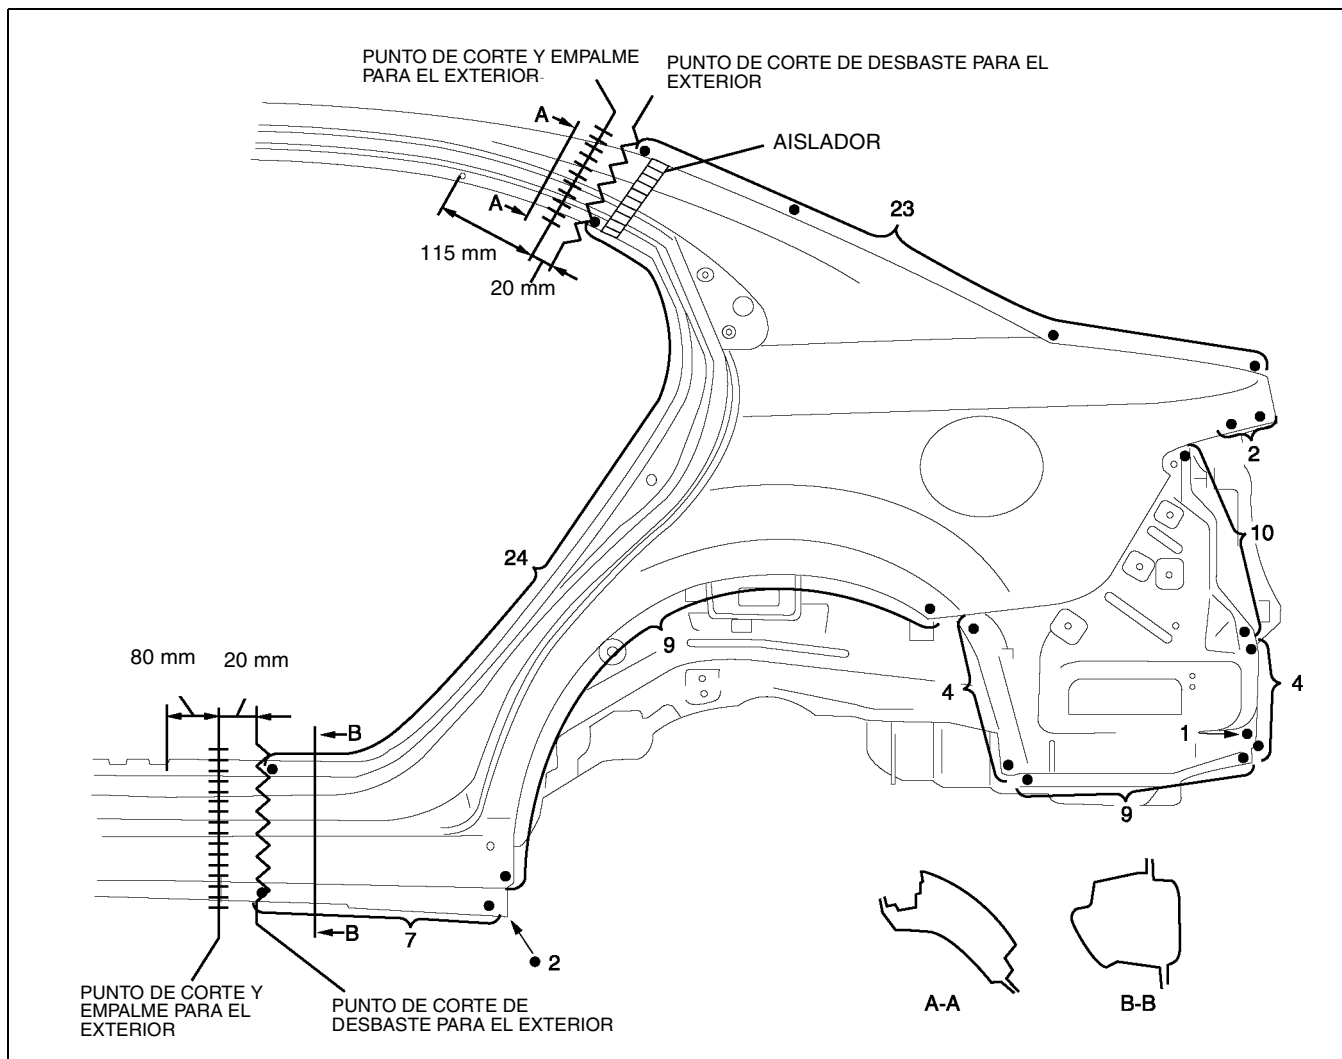 PUNTO DE CORTE Y EMPALME
PARA EL EXTERIOR
PUNTO DE CORTE DE DESBASTE PARA EL
EXTERIOR
A
AISLADOR
A
23
115 mm
20 mm
2
10
24
9
80 mm
20 mm
4
4
B
1
9
B
7
2
PUNTO DE CORTE Y
EMPALME PARA EL
EXTERIOR
PUNTO DE CORTE DE
DESBASTE PARA EL EXTERIOR
A-A
B-B